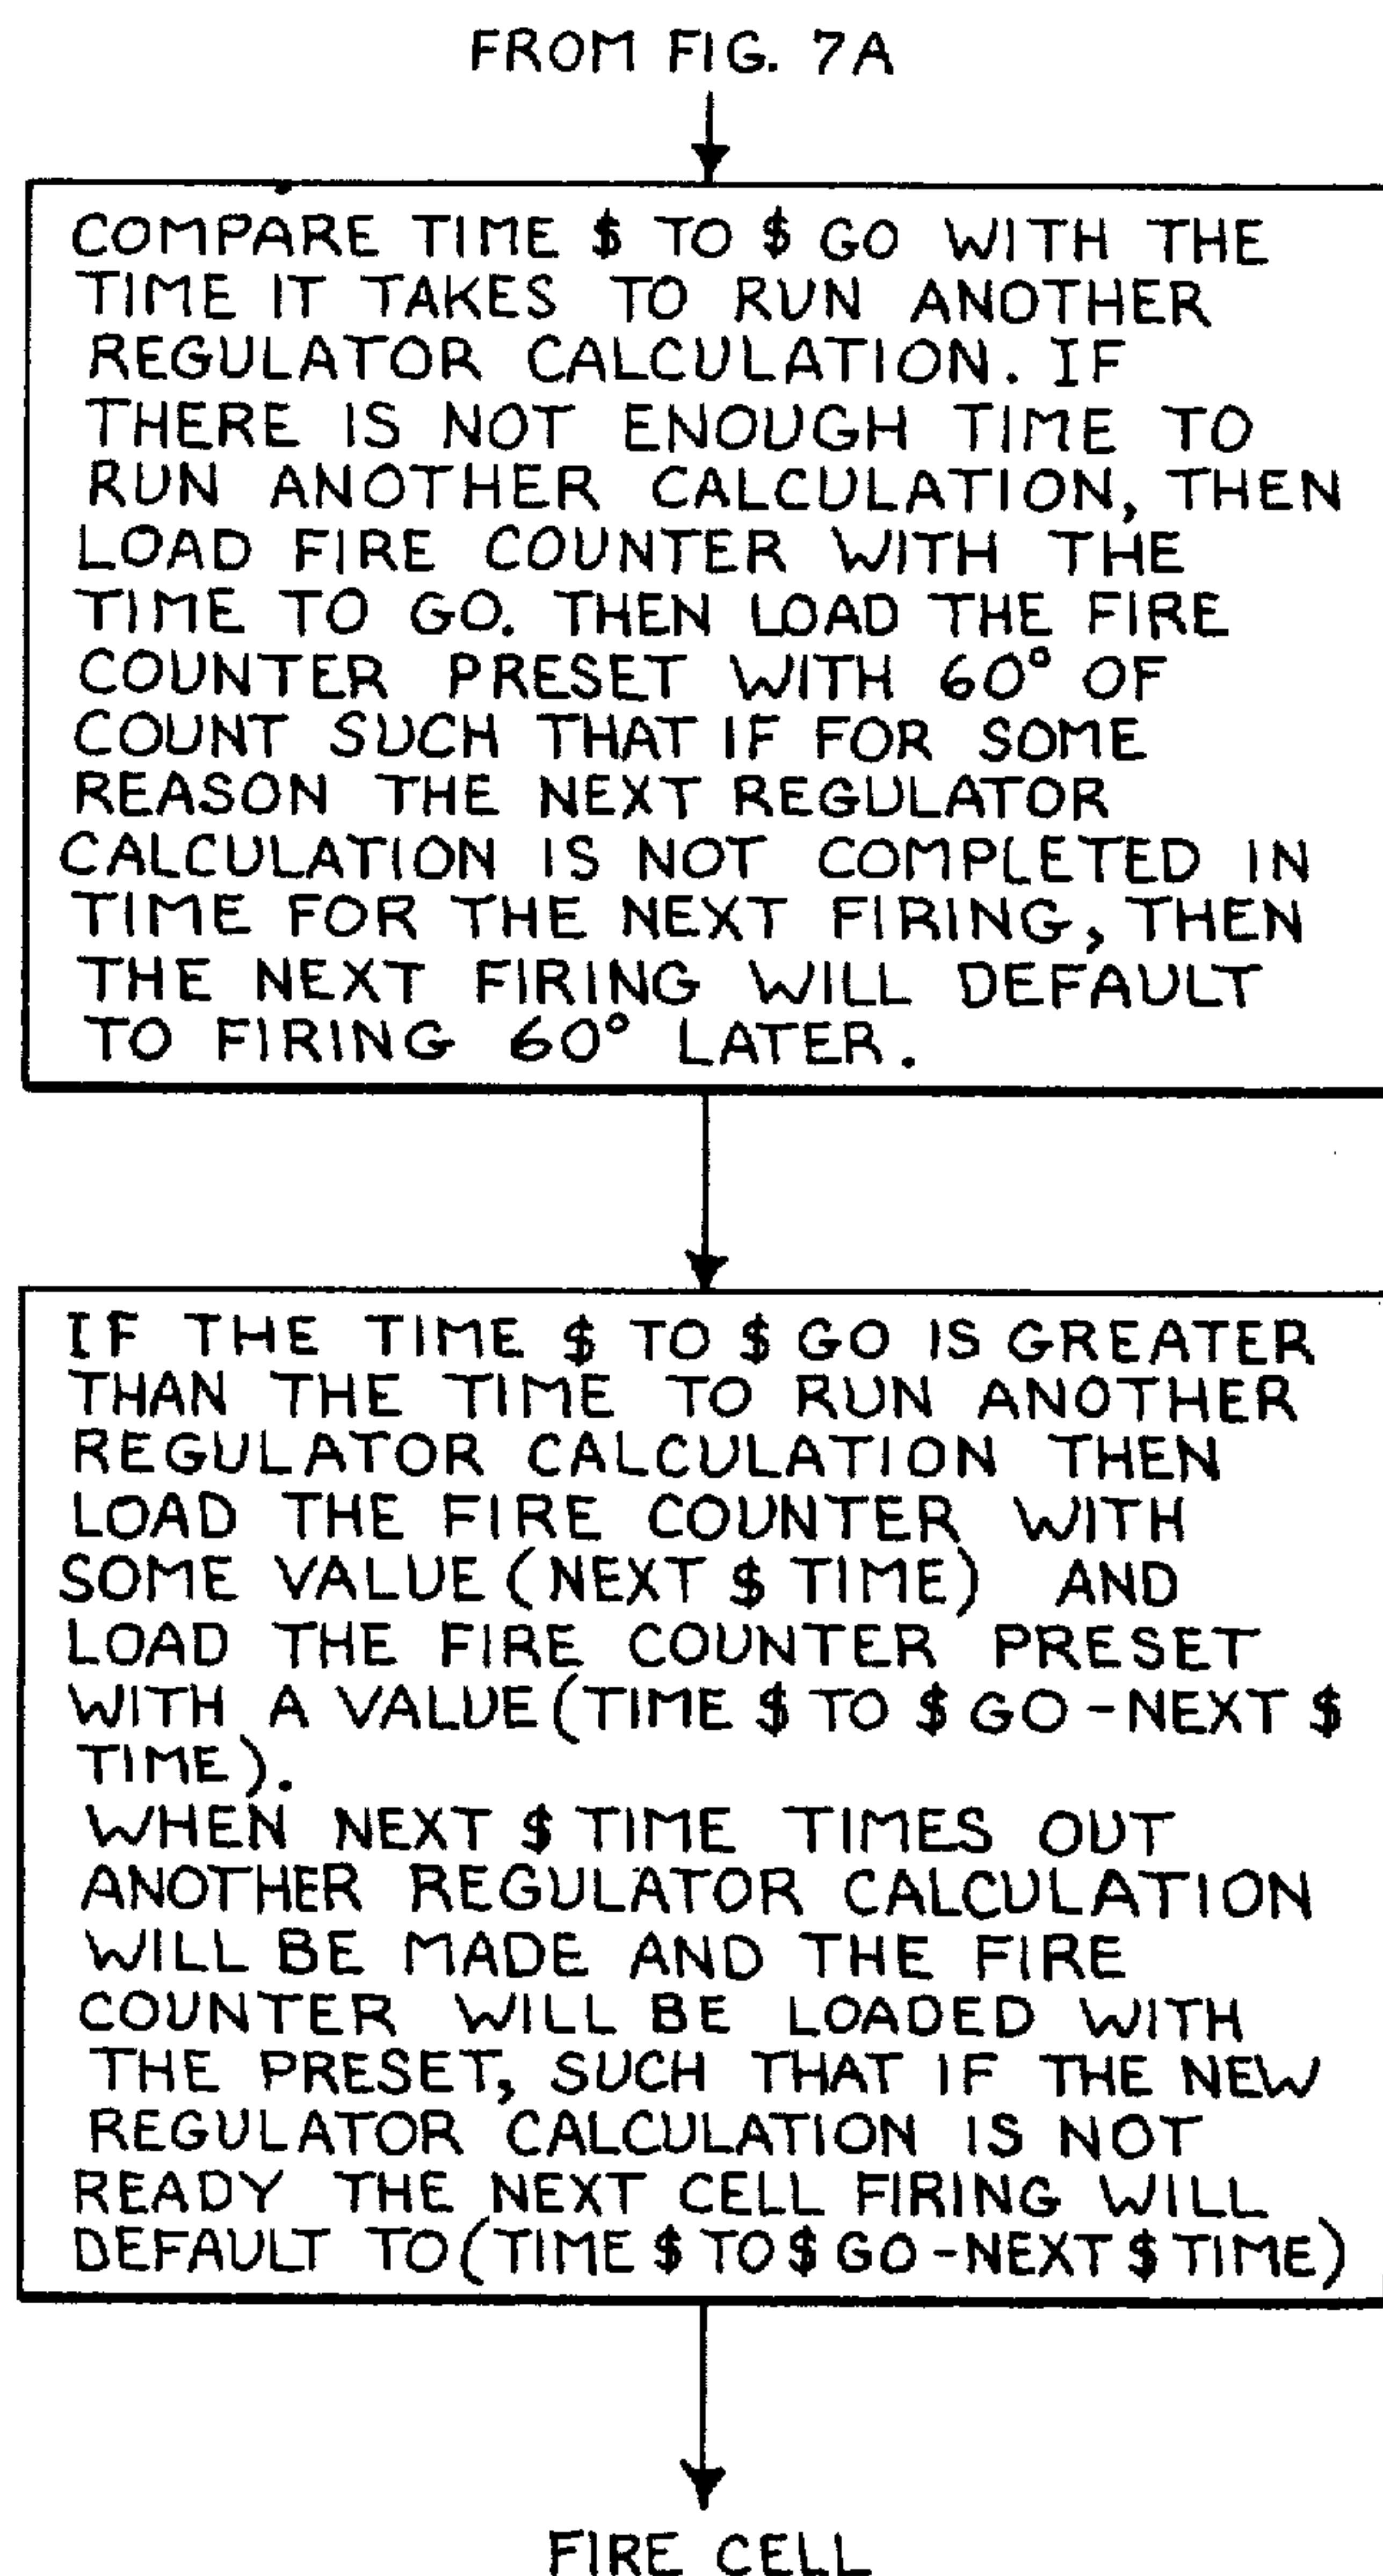 FROM FIG. 7A
COMPARE TIME $ TO $ GO WITH THE
TIME IT TAKES TO RUN ANOTHER
REGULATOR CALCULATION. IF
THERE IS NOT ENOUGH TIME TO
RUN ANOTHER CALCULATION, THEN
LOAD FIRE COUNTER WITH THE
TIME TO GO. THEN LOAD THE FIRE
COUNTER PRESET WITH 60° OF
COUNT SUCH THAT IF FOR SOME
REASON THE NEXT REGULATOR
CALCULATION IS NOT COMPLETED IN
TIME FOR THE NEXT FIRING, THEN
THE NEXT FIRING WILL DEFAULT
TO FIRING 60° LATER.
IF THE TIME $ TO $ GO IS GREATER
THAN THE TIME TO RUN ANOTHER
REGULATOR CALCULATION THEN
LOAD THE FIRE COUNTER WITH
SOME VALUE (NEXT $ TIME) AND
LOAD THE FIRE COUNTER PRESET
WITH A VALUE (TIME $ TO $ GO - NEXT $
TIME).
WHEN NEXT $ TIME TIMES OUT
ANOTHER REGULATOR CALCULATION
WILL BE MADE AND THE FIRE
COUNTER WILL BE LOADED WITH
THE PRESET, SUCH THAT IF THE NEW
REGULATOR CALCULATION IS NOT
READY THE NEXT CELL FIRING WILL
DEFAULT TO (TIME $ TO $ GO - NEXT $ TIME)
FIRE CELL